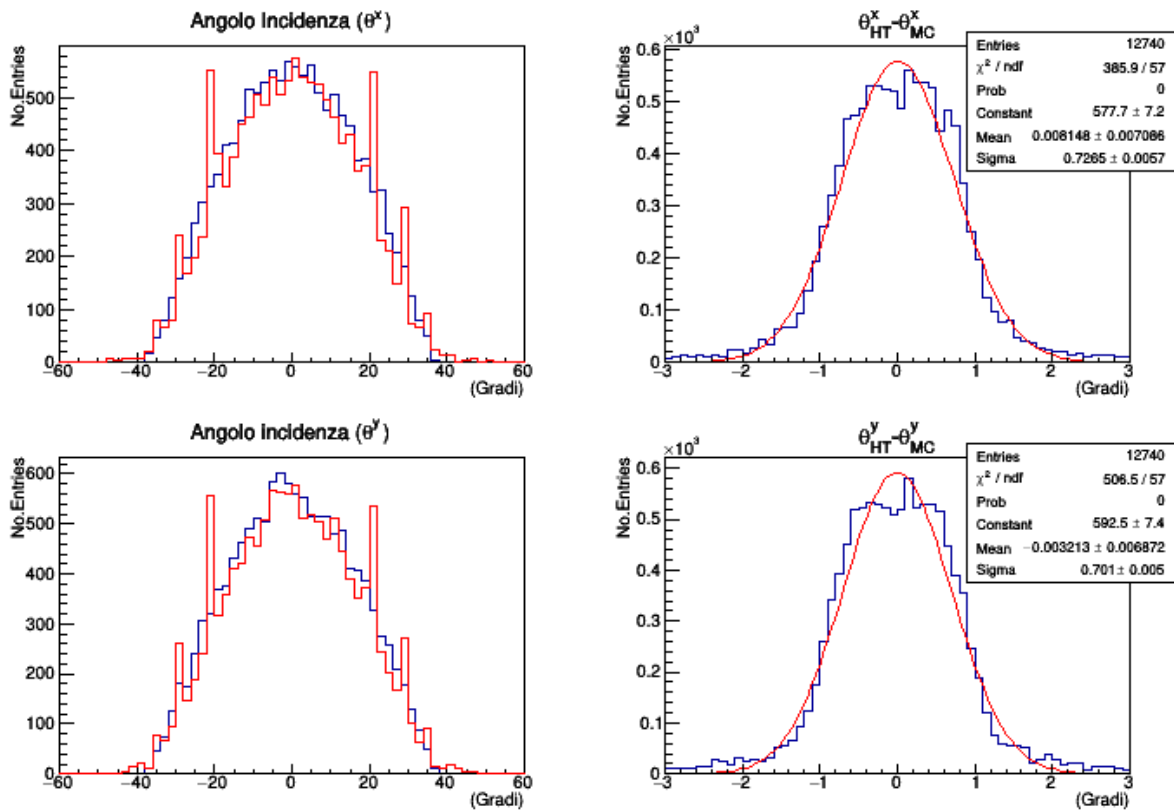 Angolo Incidenza (θˣ)
No.Entries
500
400
300
200
100
0
−60 −40 −20 0 20 40 60
(Gradi)
θˣHT-θˣMC
×10³
No.Entries
0.6
0.5
0.4
0.3
0.2
0.1
0
−3 −2 −1 0 1 2 3
(Gradi)
Entries 12740
χ² / ndf 385.9 / 57
Prob 0
Constant 577.7 ± 7.2
Mean 0.008148 ± 0.007086
Sigma 0.7265 ± 0.0057
Angolo incidenza (θʸ)
No.Entries
600
500
400
300
200
100
0
−60 −40 −20 0 20 40 60
(Gradi)
θʸHT-θʸMC
×10³
No.Entries
0.6
0.5
0.4
0.3
0.2
0.1
0
−3 −2 −1 0 1 2 3
(Gradi)
Entries 12740
χ² / ndf 506.5 / 57
Prob 0
Constant 592.5 ± 7.4
Mean −0.003213 ± 0.006872
Sigma 0.701 ± 0.005